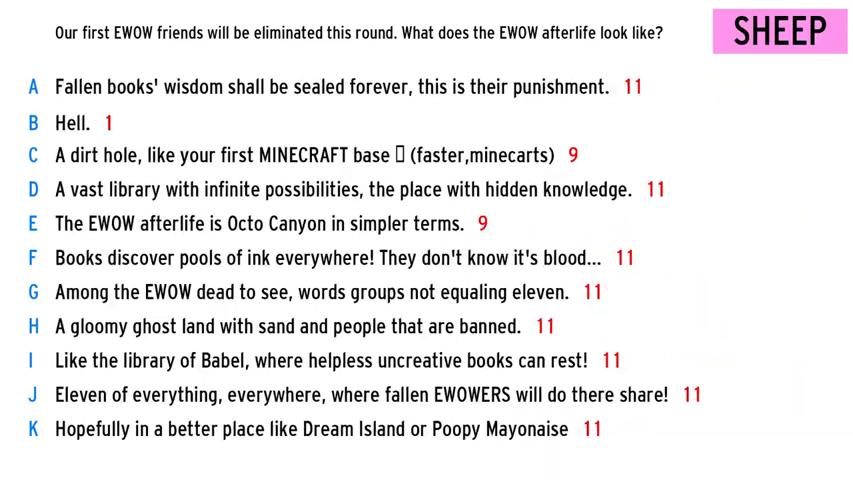 Our first EWOW friends will be eliminated this round. What does the EWOW afterlife look like?
SHEEP
A Fallen books' wisdom shall be sealed forever, this is their punishment. 11
B Hell. 1
C A dirt hole, like your first MINECRAFT base ▯ (faster,minecarts) 9
D A vast library with infinite possibilities, the place with hidden knowledge. 11
E The EWOW afterlife is Octo Canyon in simpler terms. 9
F Books discover pools of ink everywhere! They don't know it's blood... 11
G Among the EWOW dead to see, words groups not equaling eleven. 11
H A gloomy ghost land with sand and people that are banned. 11
I Like the library of Babel, where helpless uncreative books can rest! 11
J Eleven of everything, everywhere, where fallen EWOWERS will do there share! 11
K Hopefully in a better place like Dream Island or Poopy Mayonaise 11